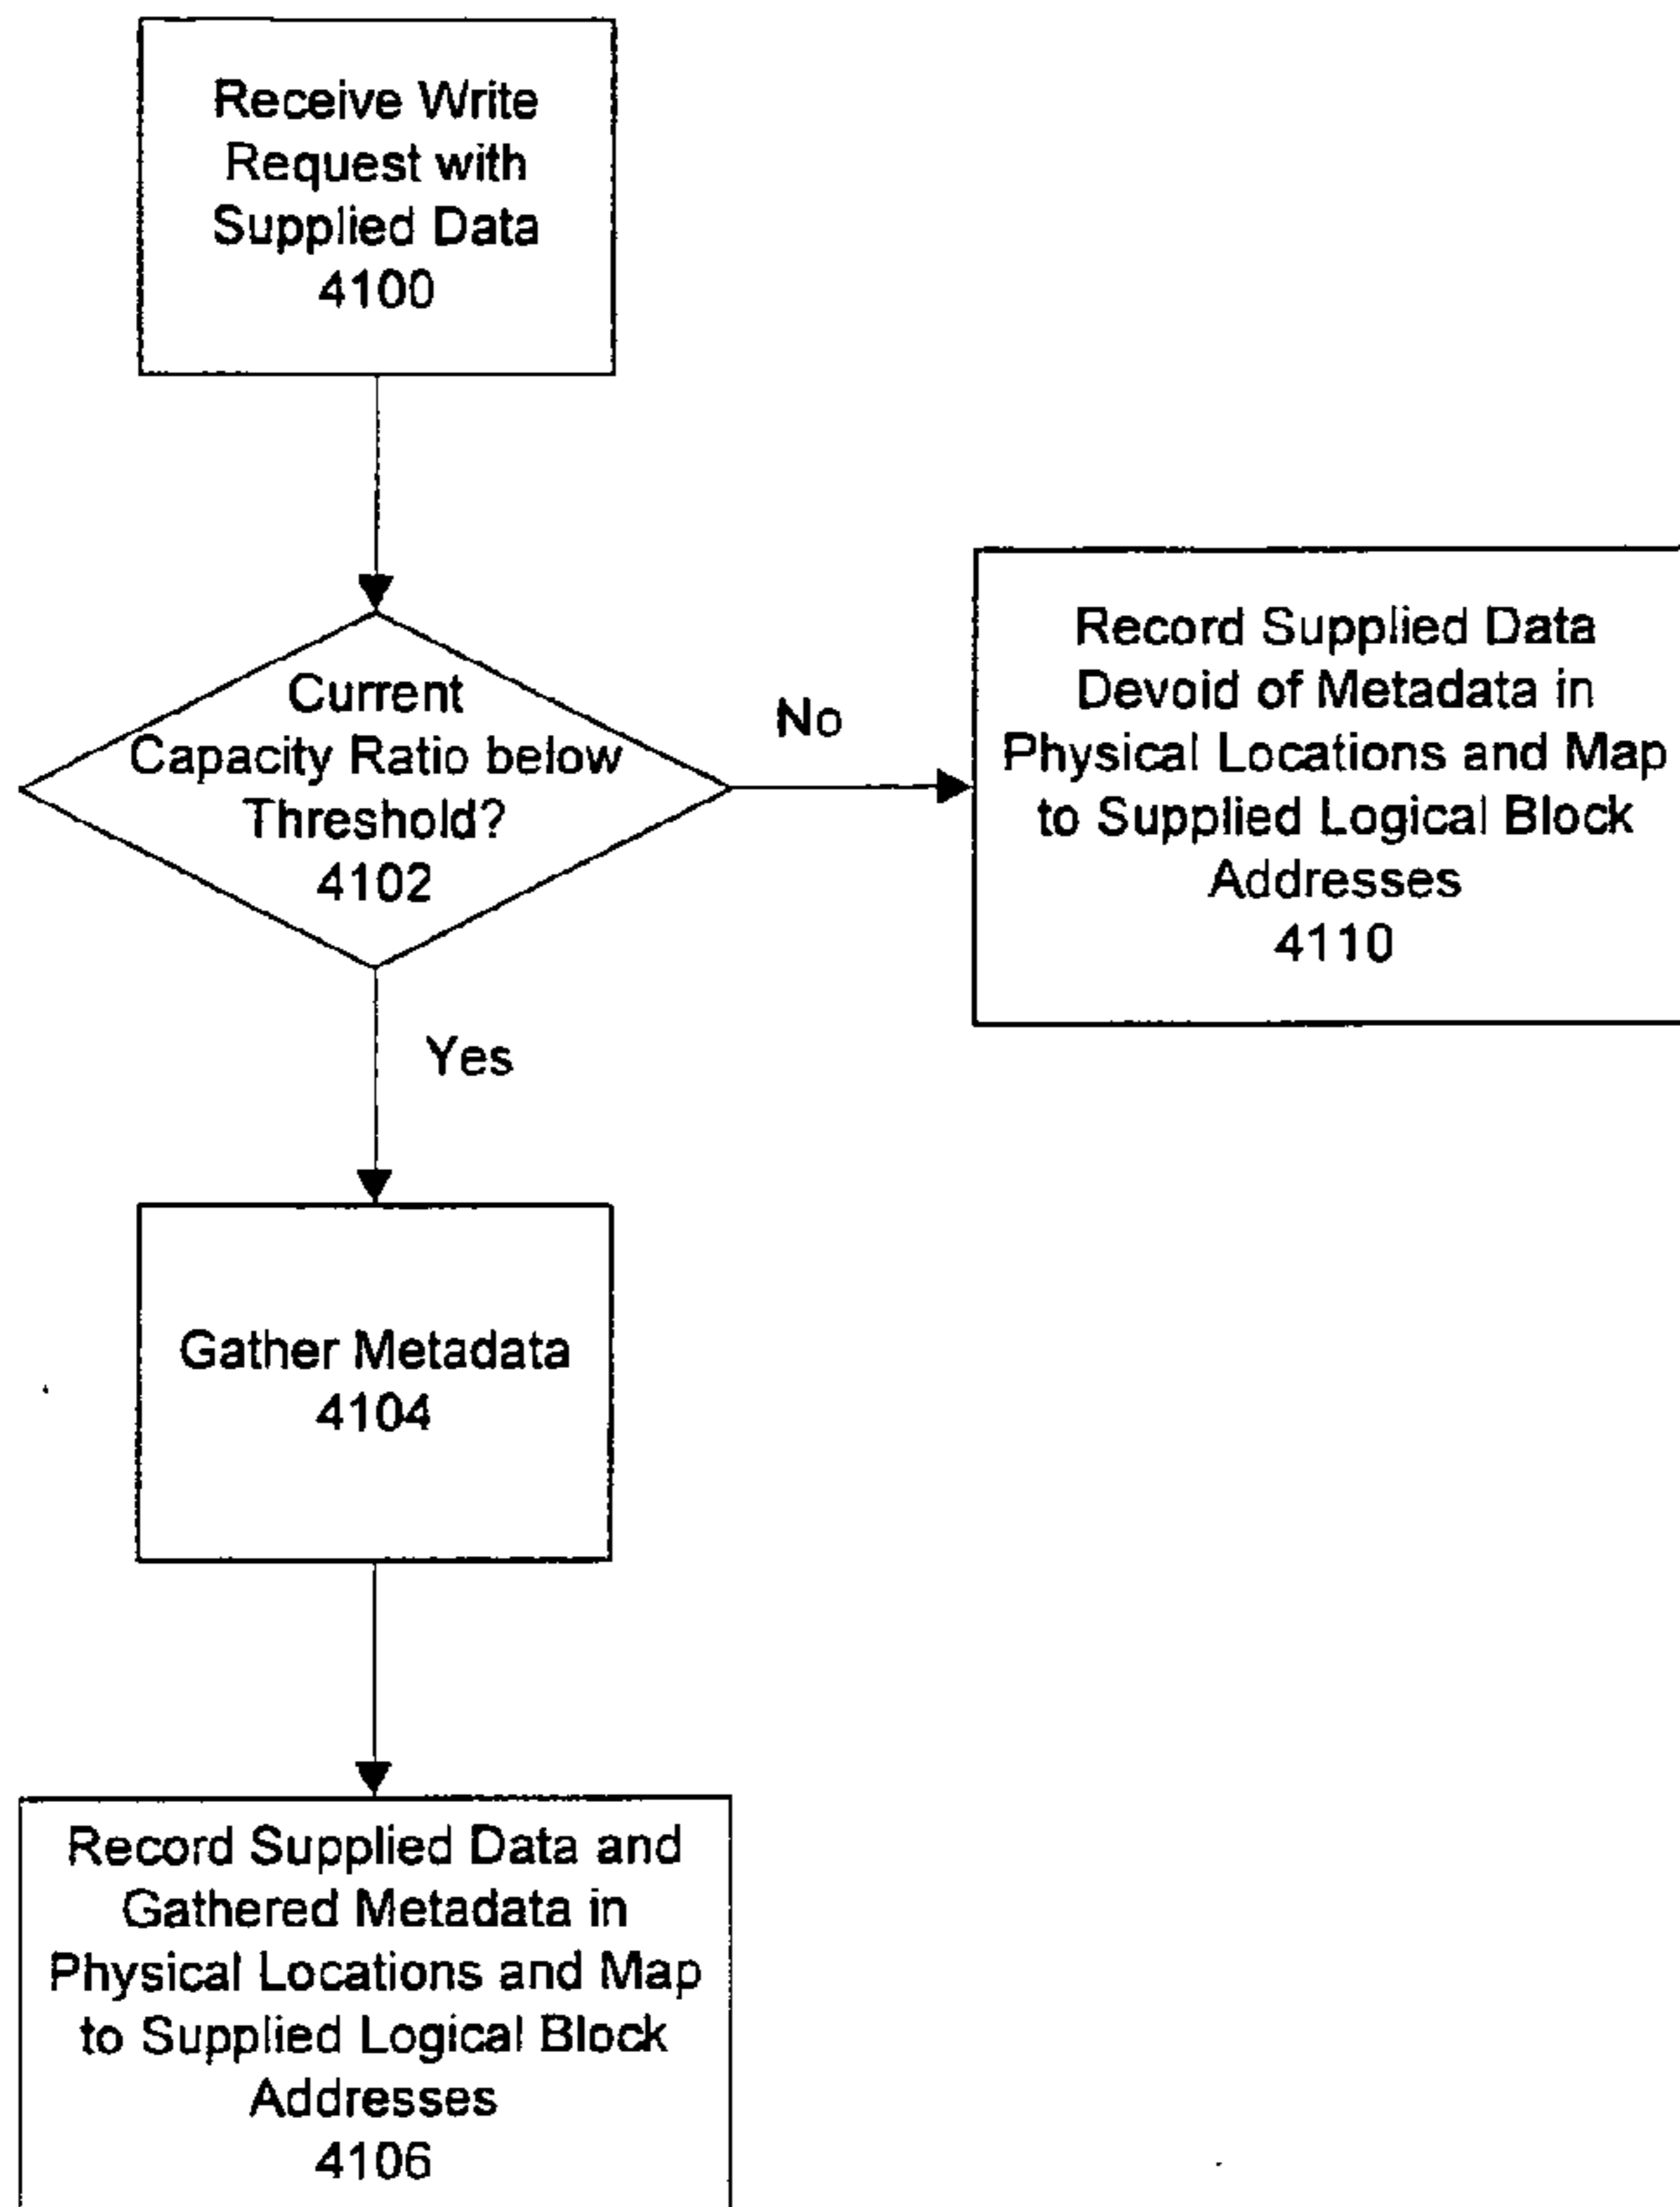 Receive Write
Request with
Supplied Data
4100
Current
Capacity Ratio below
Threshold?
4102
No
Record Supplied Data
Devoid of Metadata in
Physical Locations and Map
to Supplied Logical Block
Addresses
4110
Yes
Gather Metadata
4104
Record Supplied Data and
Gathered Metadata in
Physical Locations and Map
to Supplied Logical Block
Addresses
4106